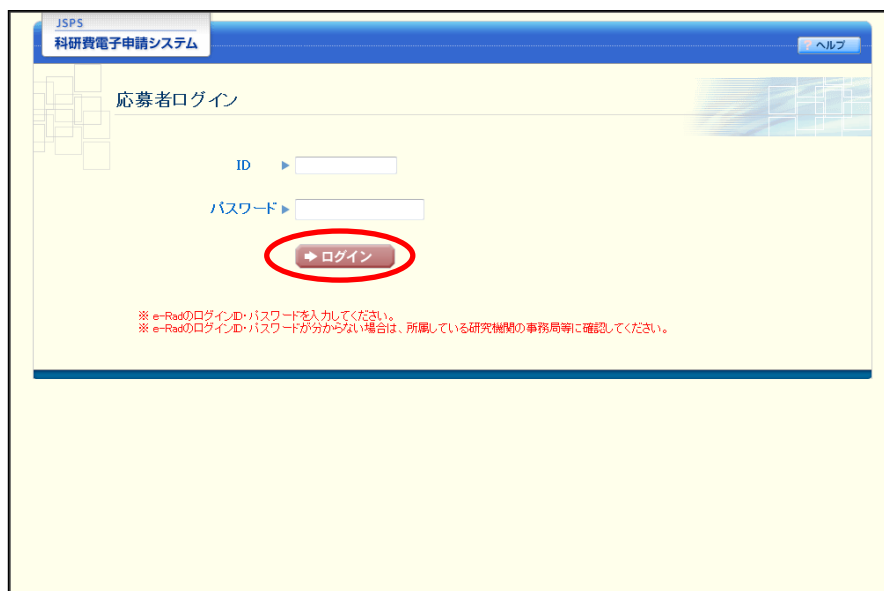 JSPS
科研費電子申請システム
? ヘルプ
応募者ログイン
ID
パスワード
ログイン
※ e-RadのログインID・パスワードを入力してください。
※ e-RadのログインID・パスワードが分からない場合は、所属している研究機関の事務局等に確認してください。